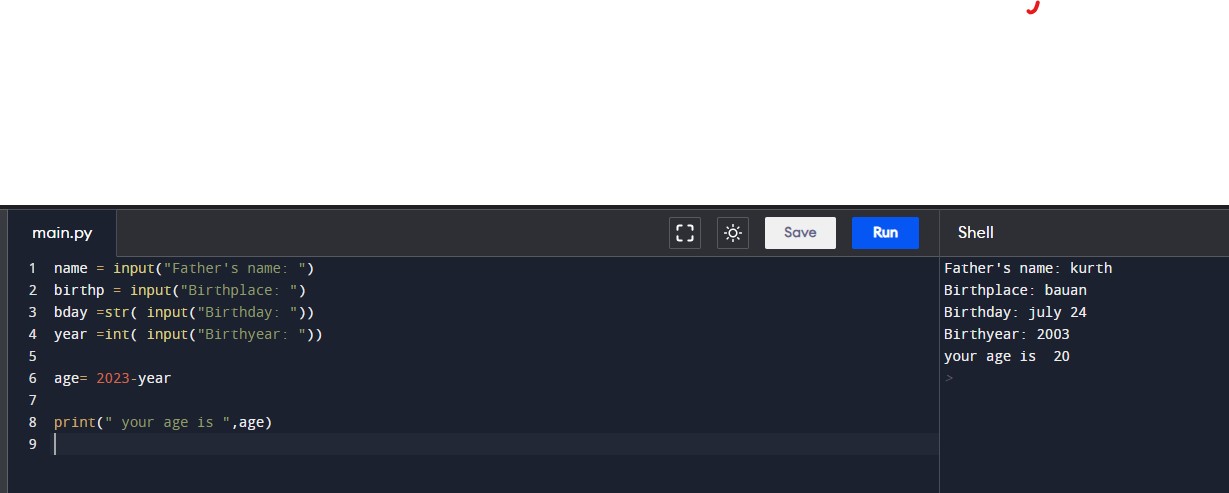 main.py Save Run Shell
1 name = input("Father's name: ")
2 birthp = input("Birthplace: ")
3 bday =str( input("Birthday: "))
4 year =int( input("Birthyear: "))
5
6 age= 2023-year
7
8 print(" your age is ",age)
9
Father's name: kurth
Birthplace: bauan
Birthday: july 24
Birthyear: 2003
your age is  20
>